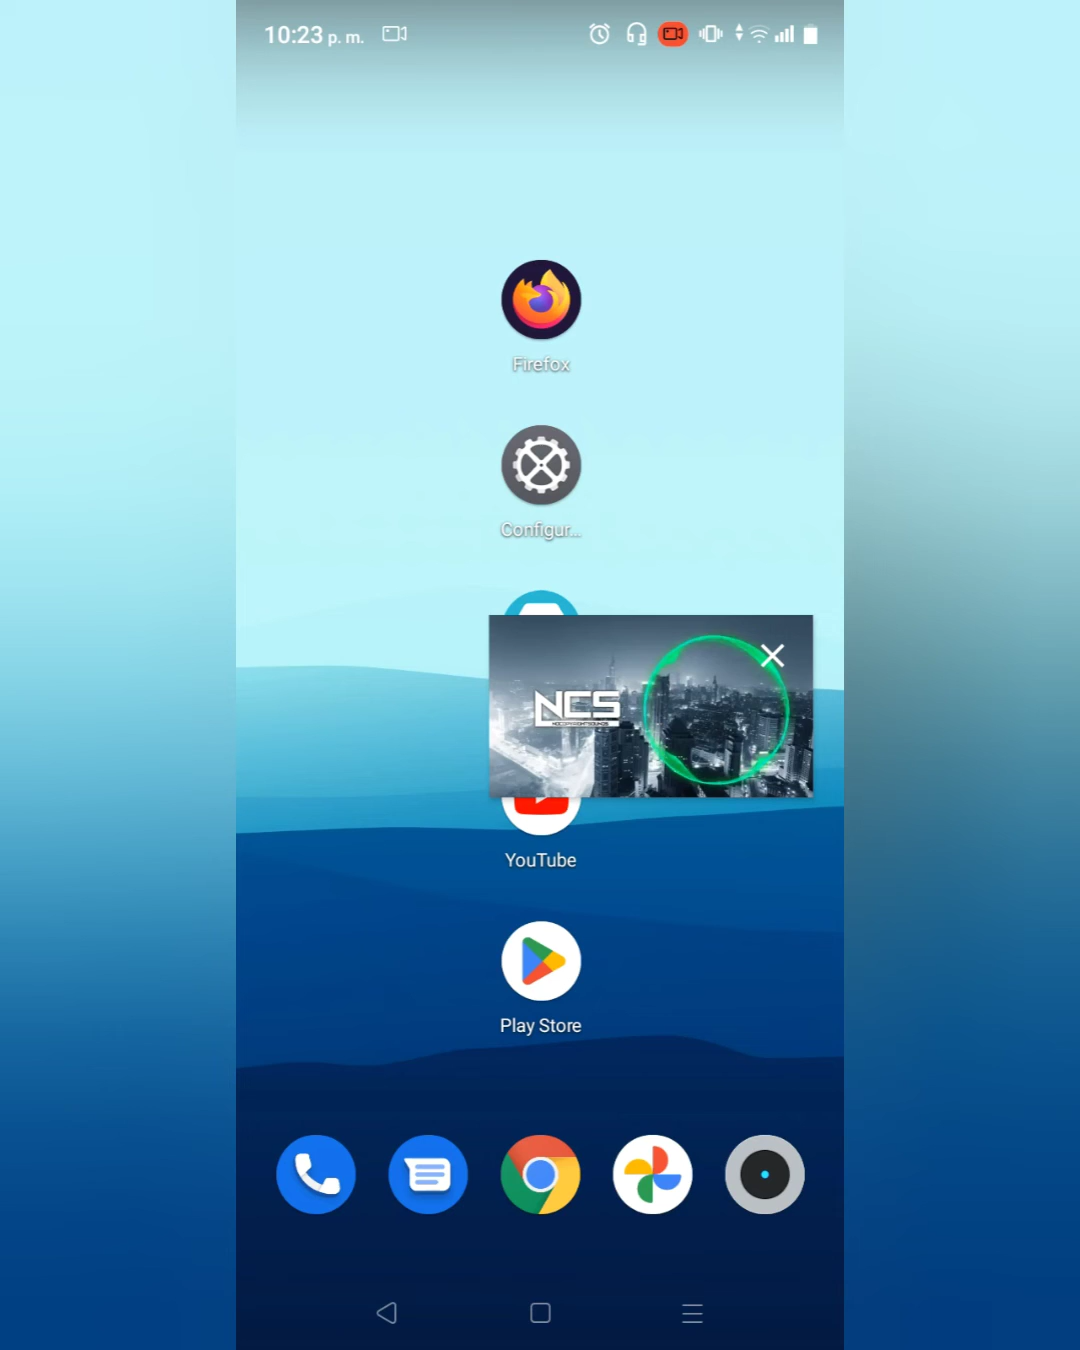 10:23 p. m.
Firefox
Configur...
NCS
NOCOPYRIGHTSOUNDS
YouTube
Play Store